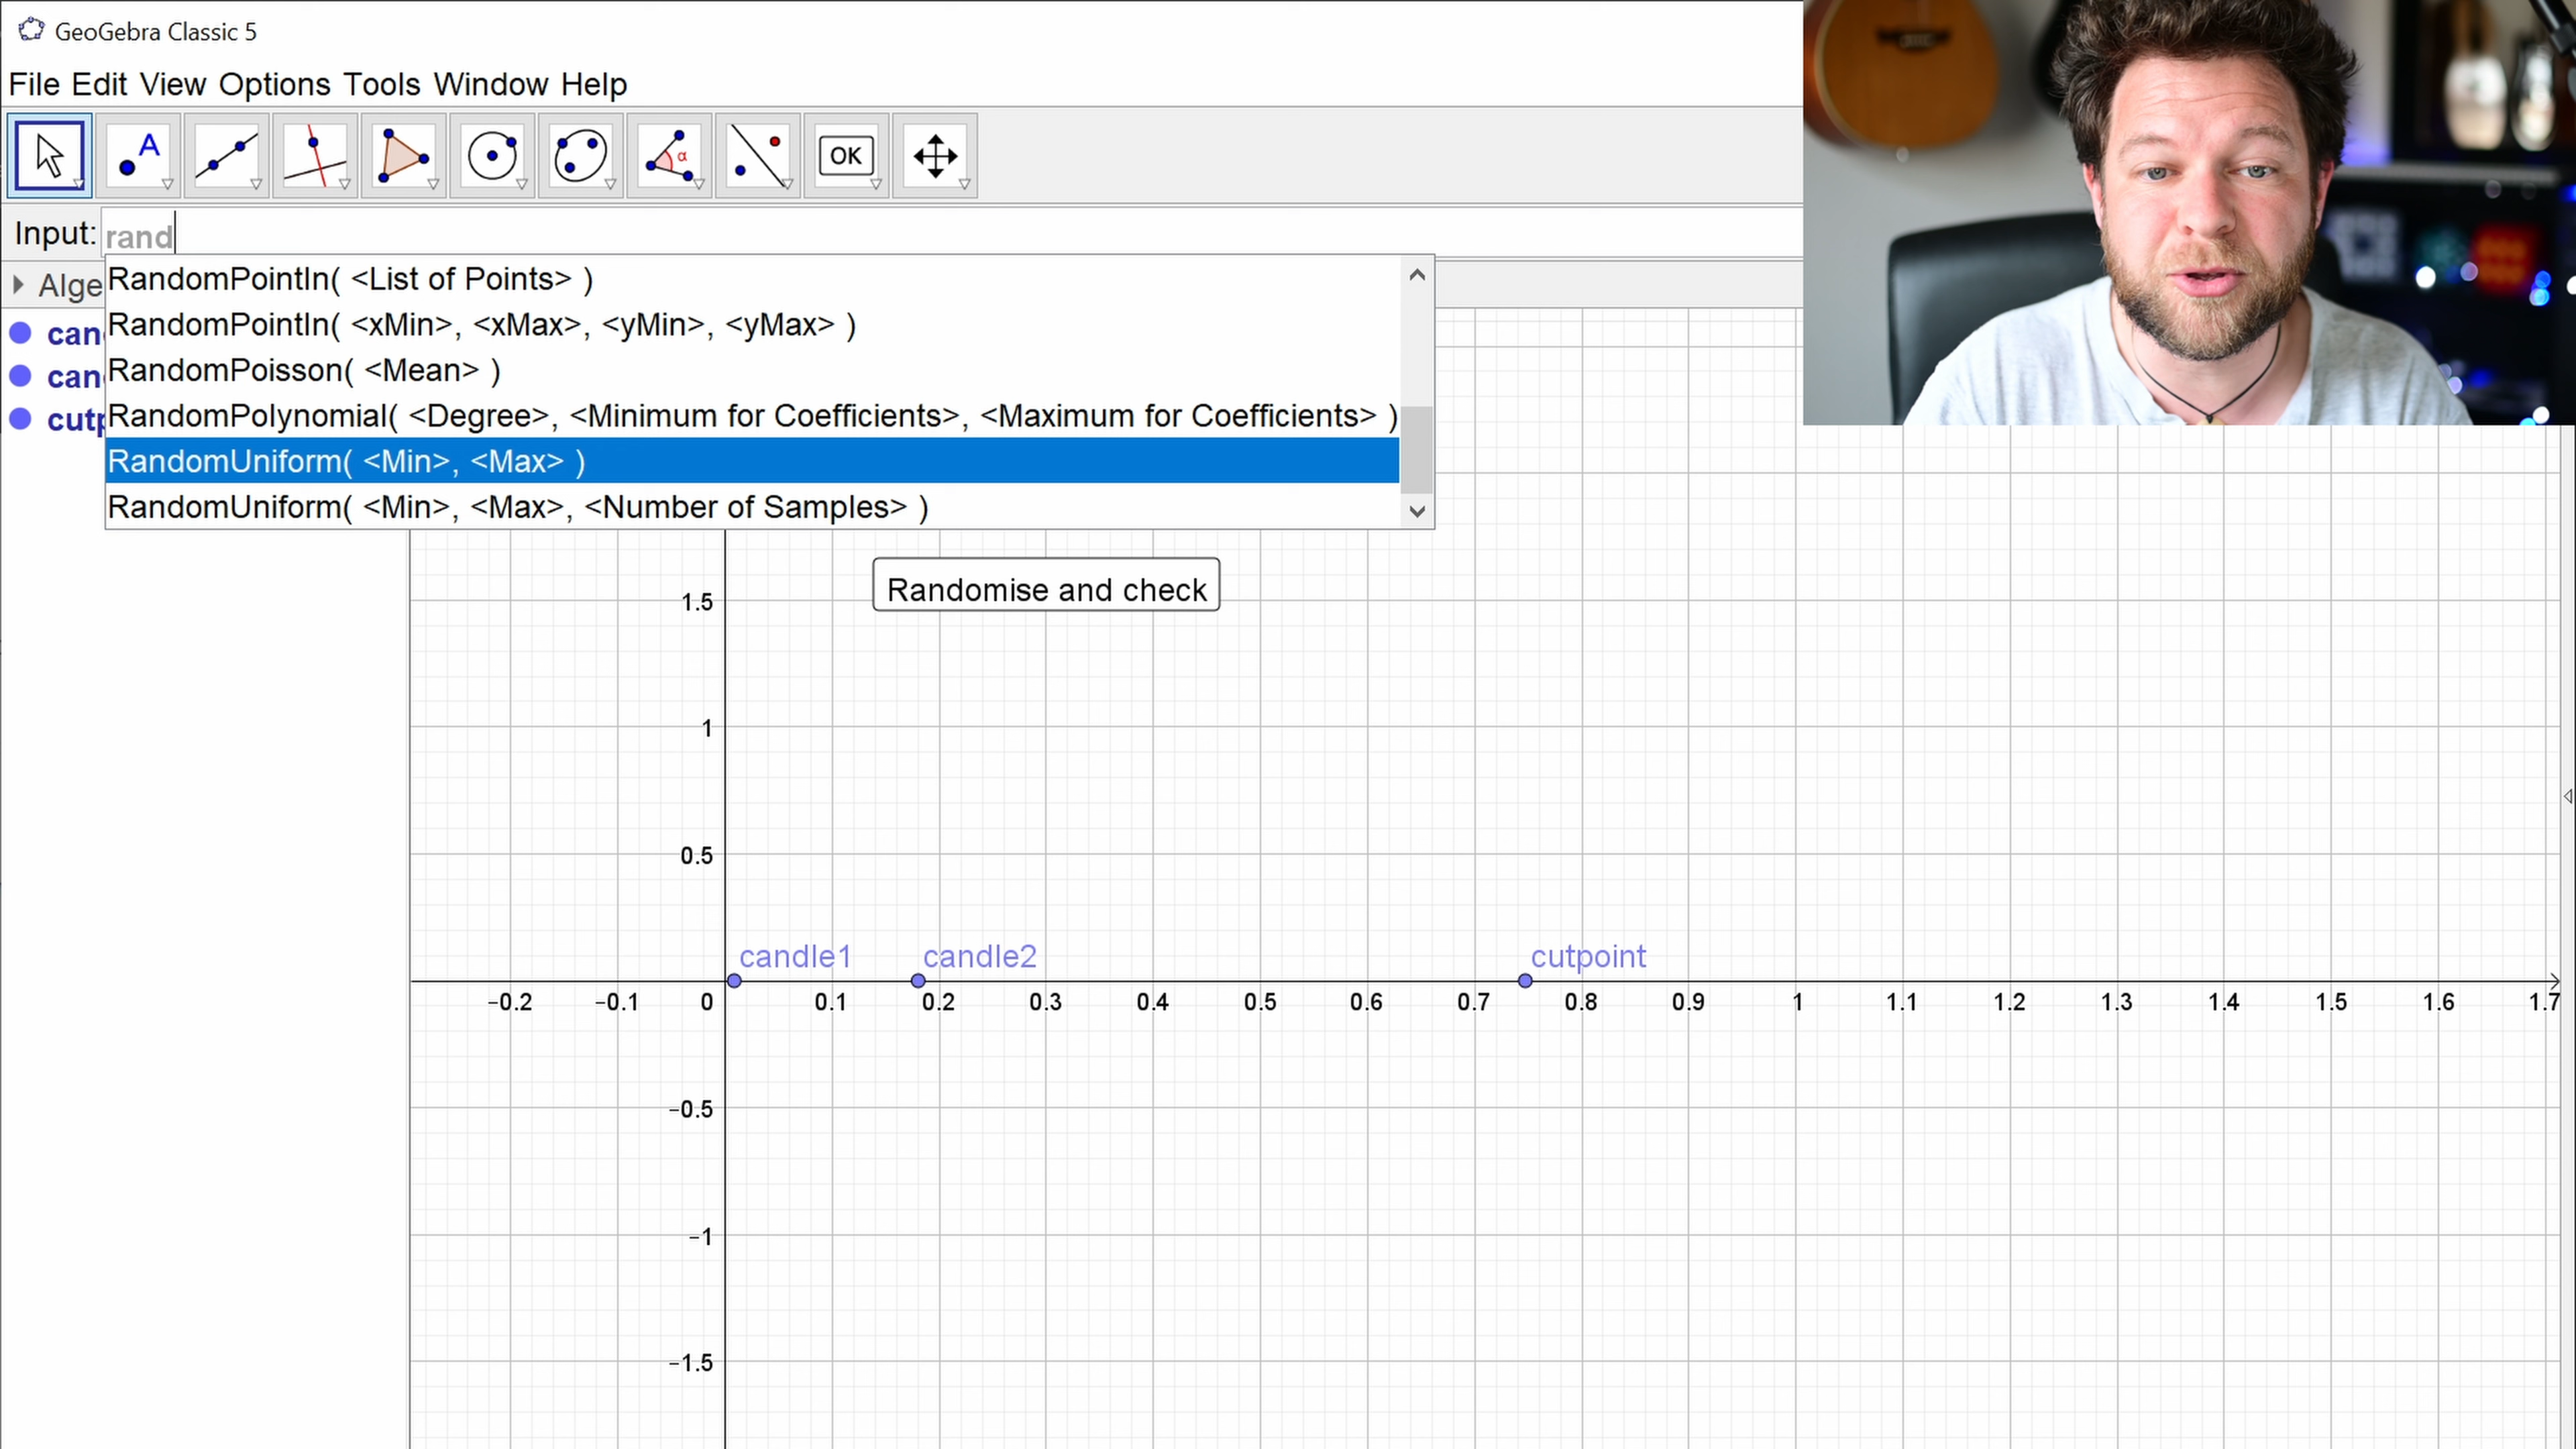 GeoGebra Classic 5
File Edit View Options Tools Window Help
A
α
OK
Input: rand
RandomPointIn( <List of Points> )
RandomPointIn( <xMin>, <xMax>, <yMin>, <yMax> )
RandomPoisson( <Mean> )
RandomPolynomial( <Degree>, <Minimum for Coefficients>, <Maximum for Coefficients> )
RandomUniform( <Min>, <Max> )
RandomUniform( <Min>, <Max>, <Number of Samples> )
Alge
can
can
cutp
Randomise and check
1.5
1
0.5
candle1 candle2 cutpoint
−0.2 −0.1 0 0.1 0.2 0.3 0.4 0.5 0.6 0.7 0.8 0.9 1 1.1 1.2 1.3 1.4 1.5 1.6 1.7
−0.5
−1
−1.5